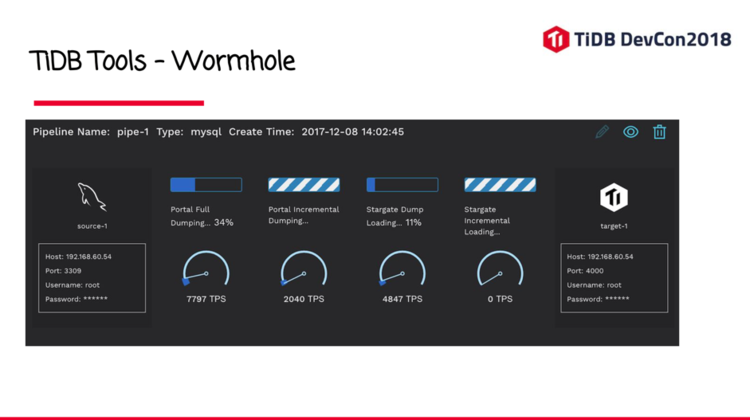 TiDB DevCon2018
TIDB Tools - Wormhole
Pipeline Name: pipe-1 Type: mysql Create Time: 2017-12-08 14:02:45
source-1
Host: 192.168.60.54
Port: 3309
Username: root
Password: ******
Portal Full
Dumping... 34%
7797 TPS
Portal Incremental
Dumping...
2040 TPS
Stargate Dump
Loading... 11%
4847 TPS
Stargate
Incremental
Loading...
0 TPS
target-1
Host: 192.168.60.54
Port: 4000
Username: root
Password: ******